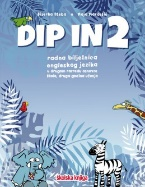 DIP IN 2
radna bilježnica
engleskog jezika
u drugom razredu osnovne
škole, druga godina učenja
školska knjiga